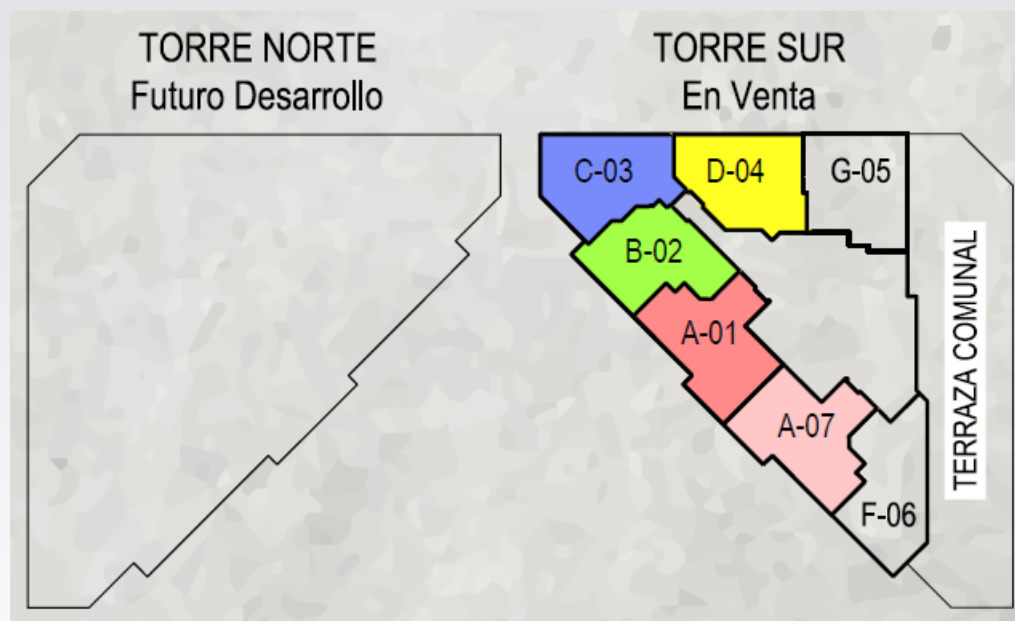 TORRE NORTE
Futuro Desarrollo
TORRE SUR
En Venta
C-03
D-04
G-05
B-02
A-01
A-07
F-06
TERRAZA COMUNAL